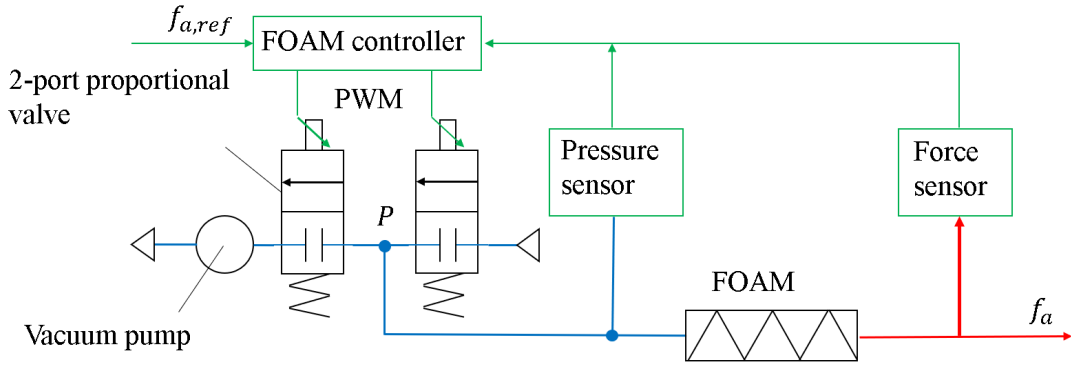 f_{a,ref}
FOAM controller
2-port proportional
valve
PWM
Pressure
sensor
Force
sensor
P
FOAM
f_a
Vacuum pump